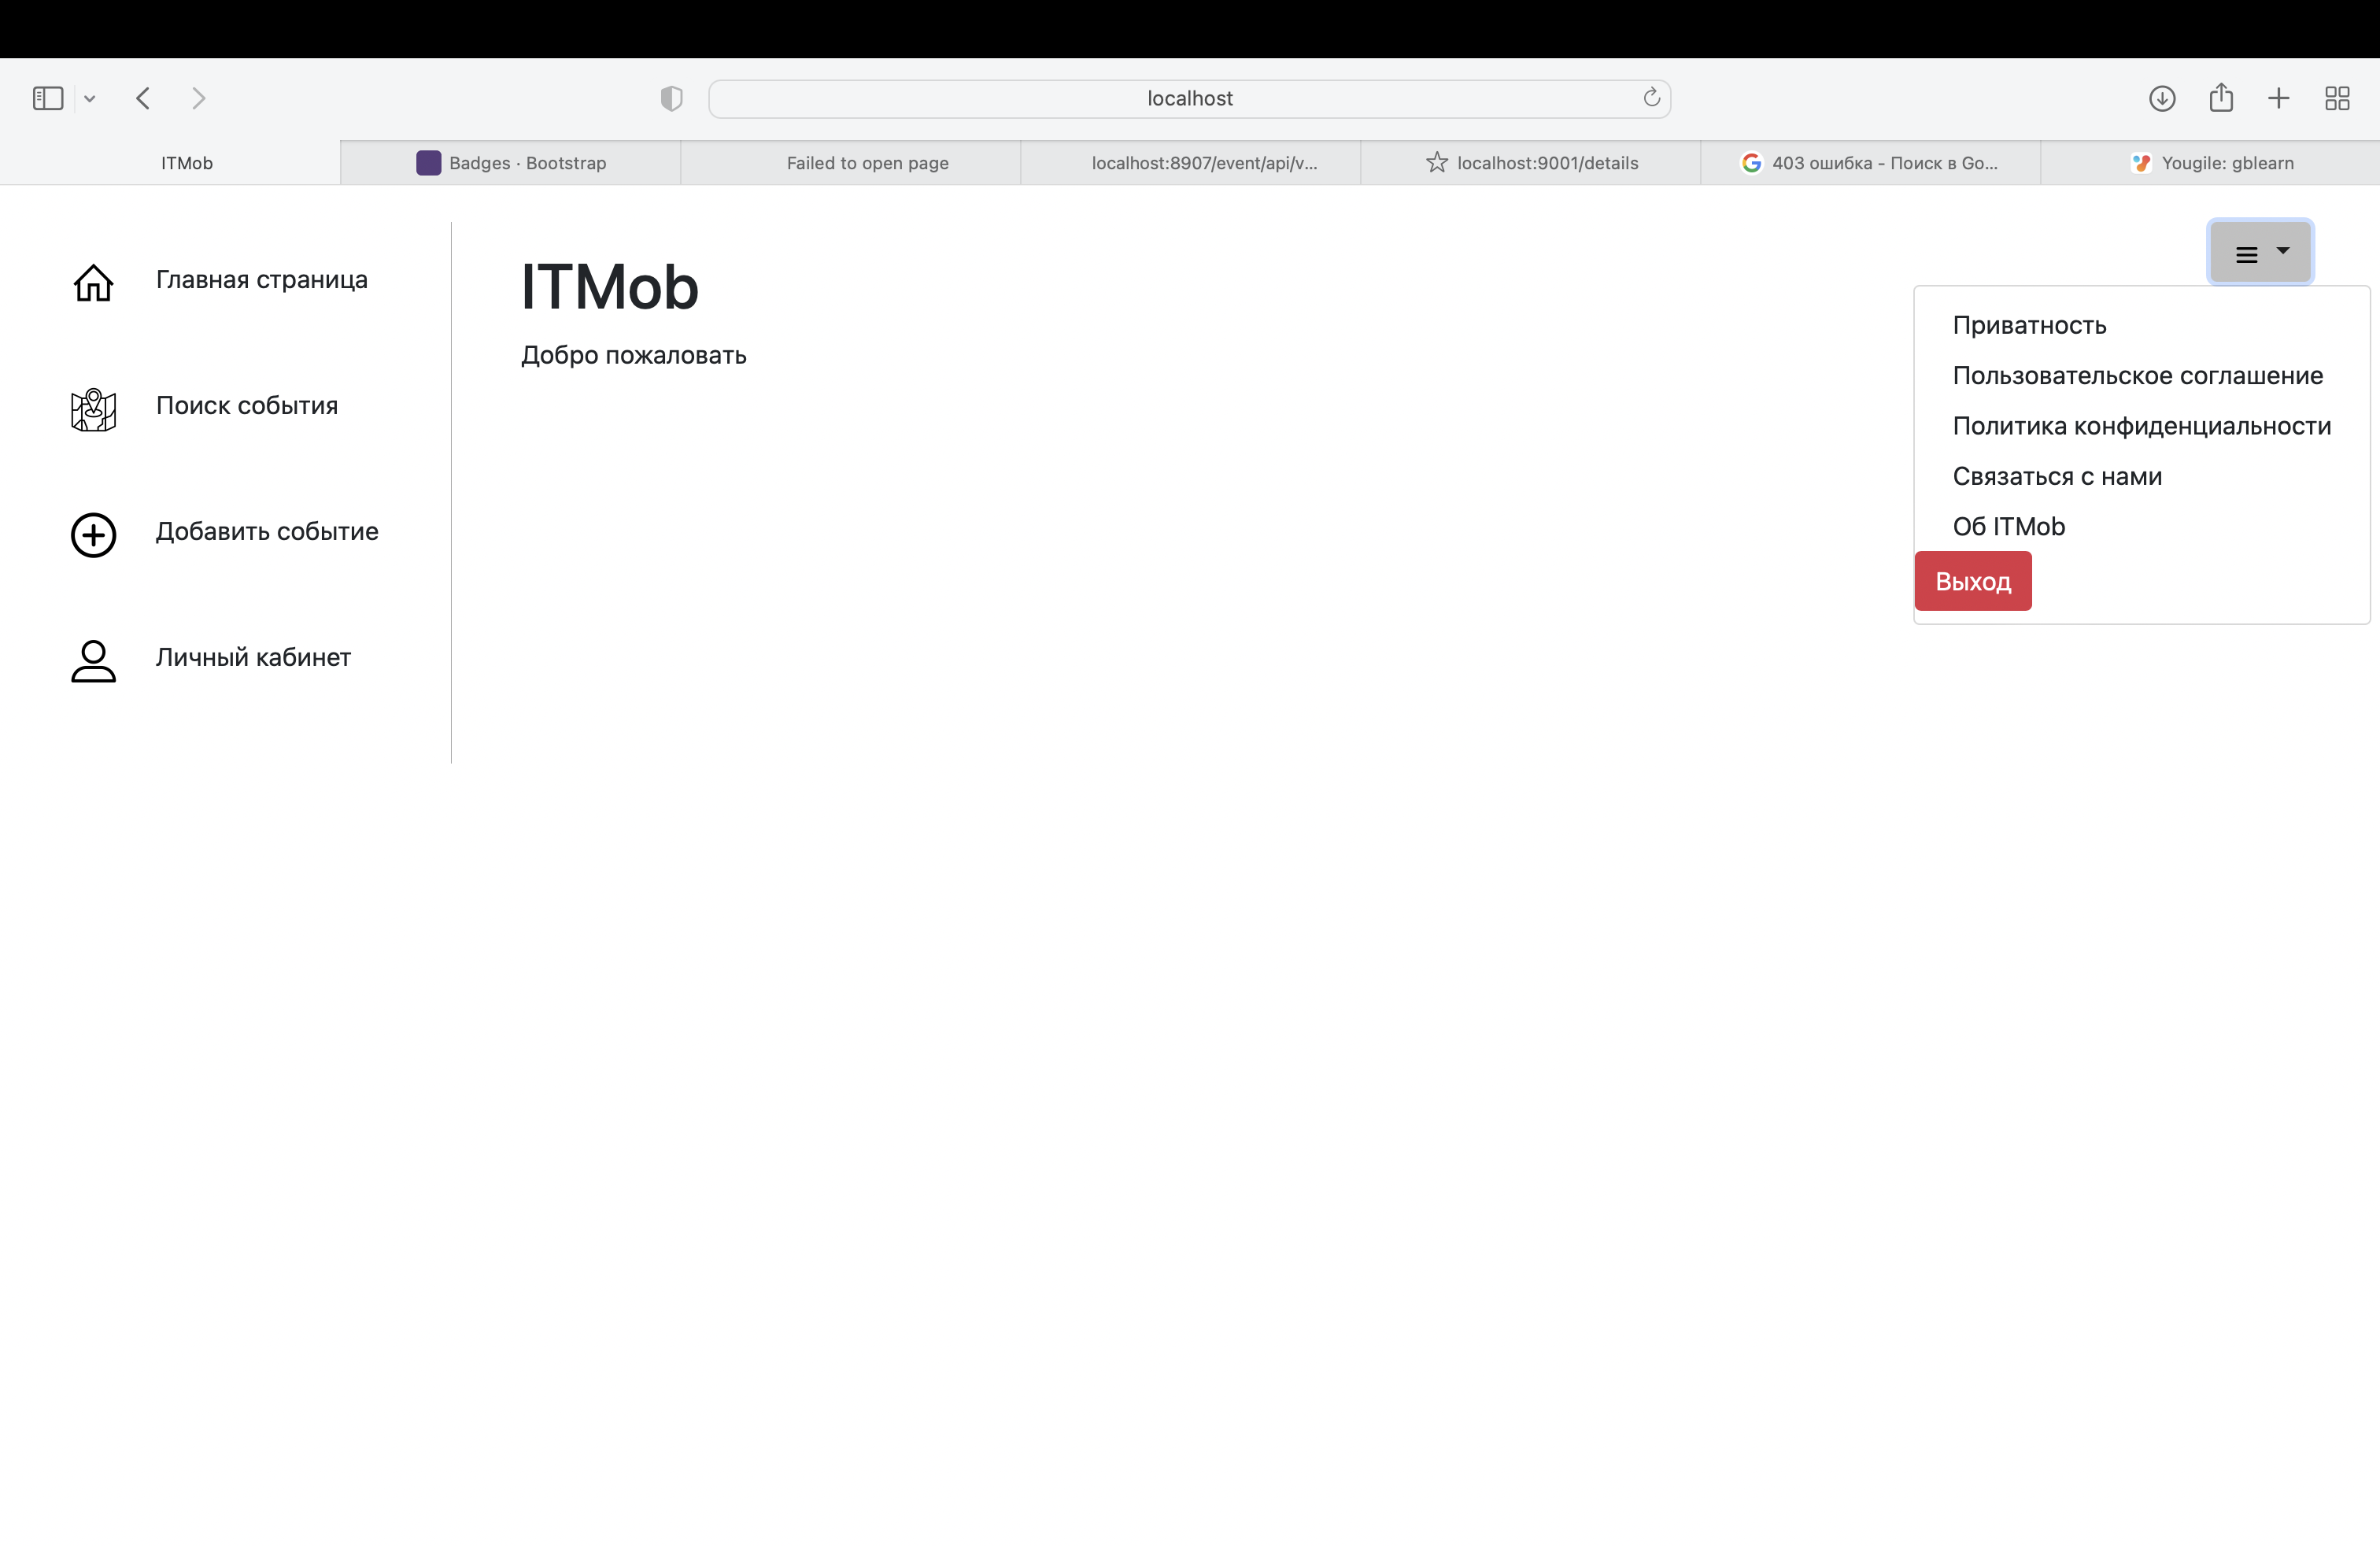 localhost
ITMob
Badges · Bootstrap
Failed to open page
localhost:8907/event/api/v...
localhost:9001/details
403 ошибка - Поиск в Go...
Yougile: gblearn
Главная страница
Поиск события
Добавить событие
Личный кабинет
ITMob
Добро пожаловать
Приватность
Пользовательское соглашение
Политика конфиденциальности
Связаться с нами
Об ITMob
Выход